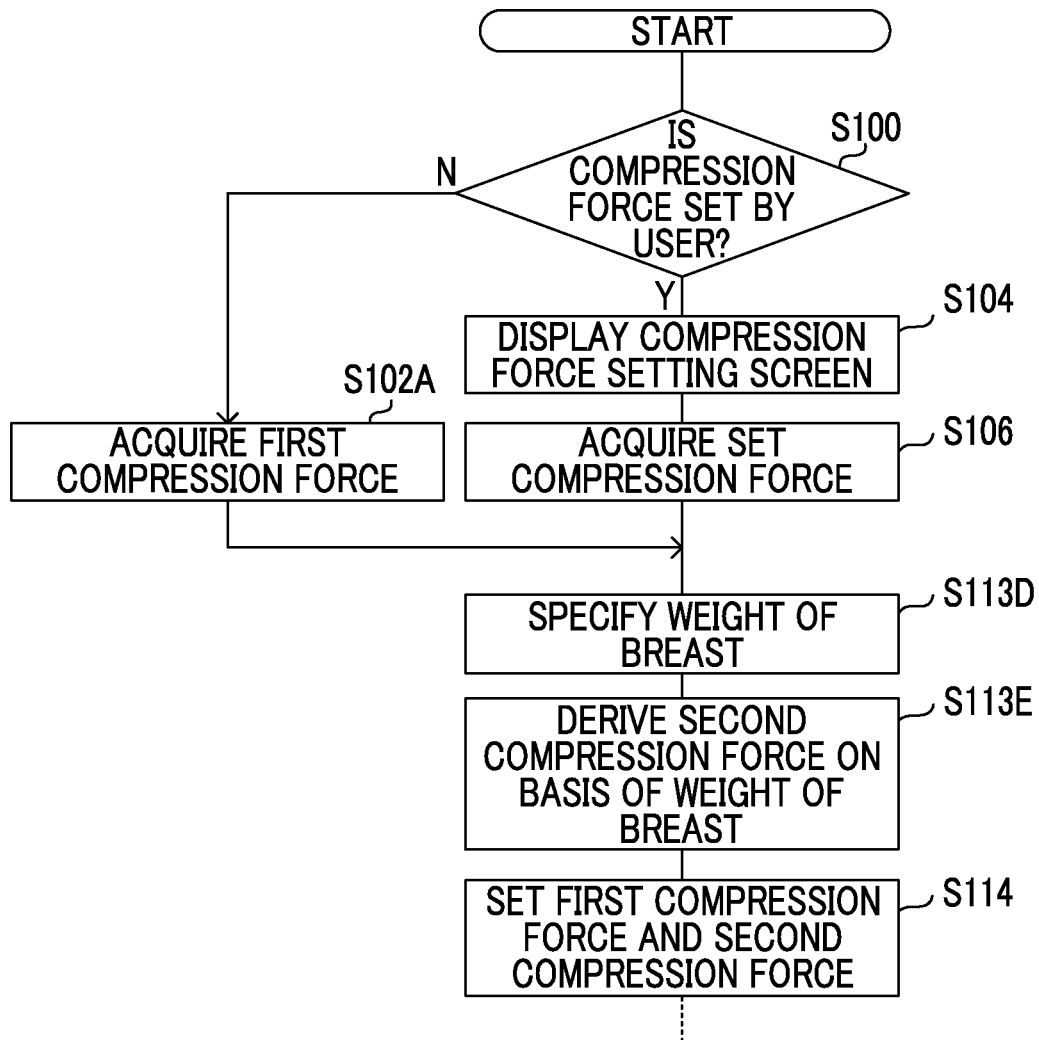 START
S100
IS
COMPRESSION
FORCE SET BY
USER?
N
Y
S104
DISPLAY COMPRESSION
FORCE SETTING SCREEN
S102A
ACQUIRE FIRST
COMPRESSION FORCE
S106
ACQUIRE SET
COMPRESSION FORCE
S113D
SPECIFY WEIGHT OF
BREAST
S113E
DERIVE SECOND
COMPRESSION FORCE ON
BASIS OF WEIGHT OF
BREAST
S114
SET FIRST COMPRESSION
FORCE AND SECOND
COMPRESSION FORCE